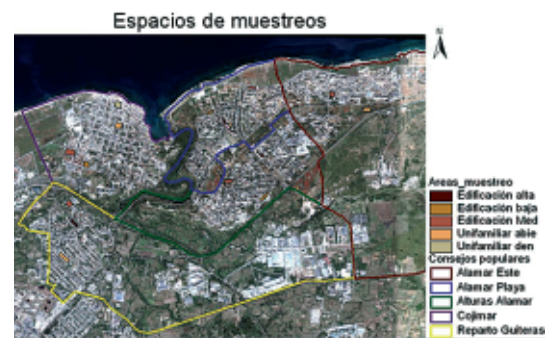 Espacios de muestreos
N
Areas_muestreo
Edificación alta
Edificación baja
Edificación Med
Unifamiliar abie
Unifamiliar den
Consejos populares
Alamar Este
Alamar Playa
Alturas Alamar
Cojimar
Reparto Guiteras